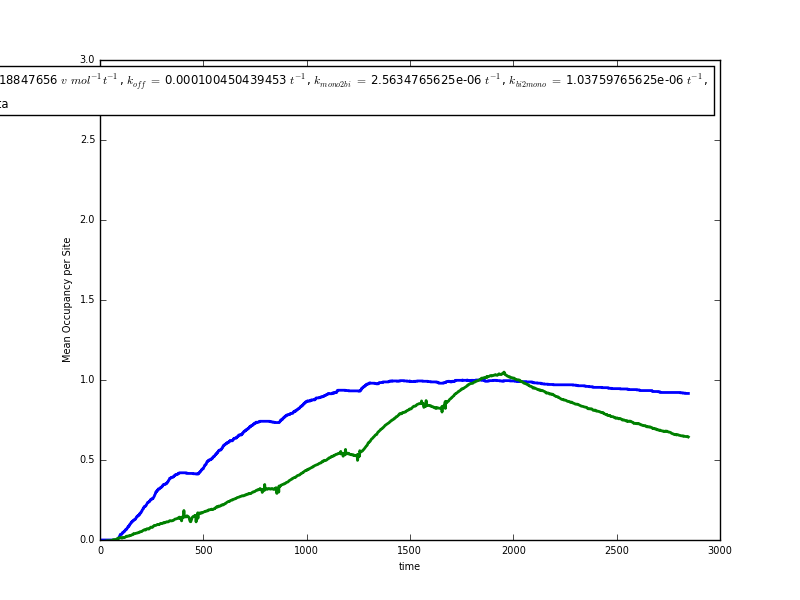 18847656 v mol⁻¹t⁻¹, k_off = 0.000100450439453 t⁻¹, k_mono2bi = 2.5634765625e-06 t⁻¹, k_bi2mono = 1.03759765625e-06 t⁻¹,
ta
3.0
2.5
2.0
1.5
1.0
0.5
0.0
Mean Occupancy per Site
0 500 1000 1500 2000 2500 3000
time